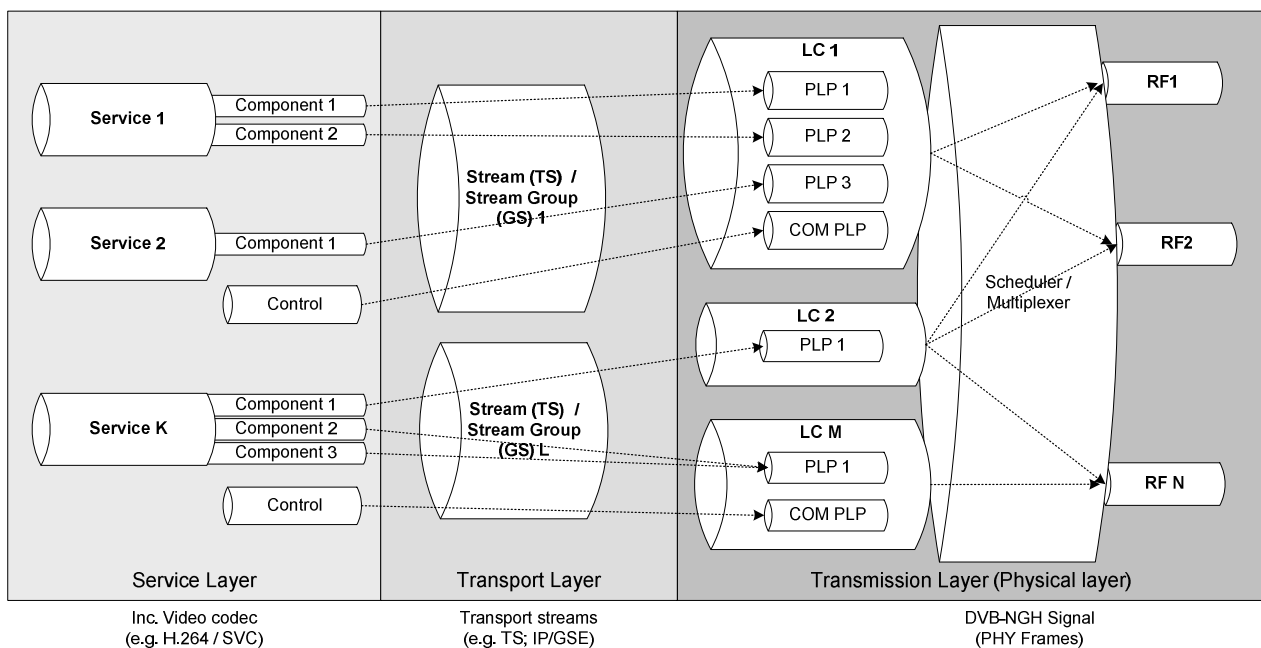 Service 1
Component 1
Component 2
Service 2
Component 1
Control
Service K
Component 1
Component 2
Component 3
Control
Service Layer
Inc. Video codec
(e.g. H.264 / SVC)
Stream (TS) /
Stream Group
(GS) 1
Stream (TS) /
Stream Group
(GS) L
Transport Layer
Transport streams
(e.g. TS; IP/GSE)
LC 1
PLP 1
PLP 2
PLP 3
COM PLP
LC 2
PLP 1
LC M
PLP 1
COM PLP
Scheduler /
Multiplexer
RF1
RF2
RF N
Transmission Layer (Physical layer)
DVB-NGH Signal
(PHY Frames)